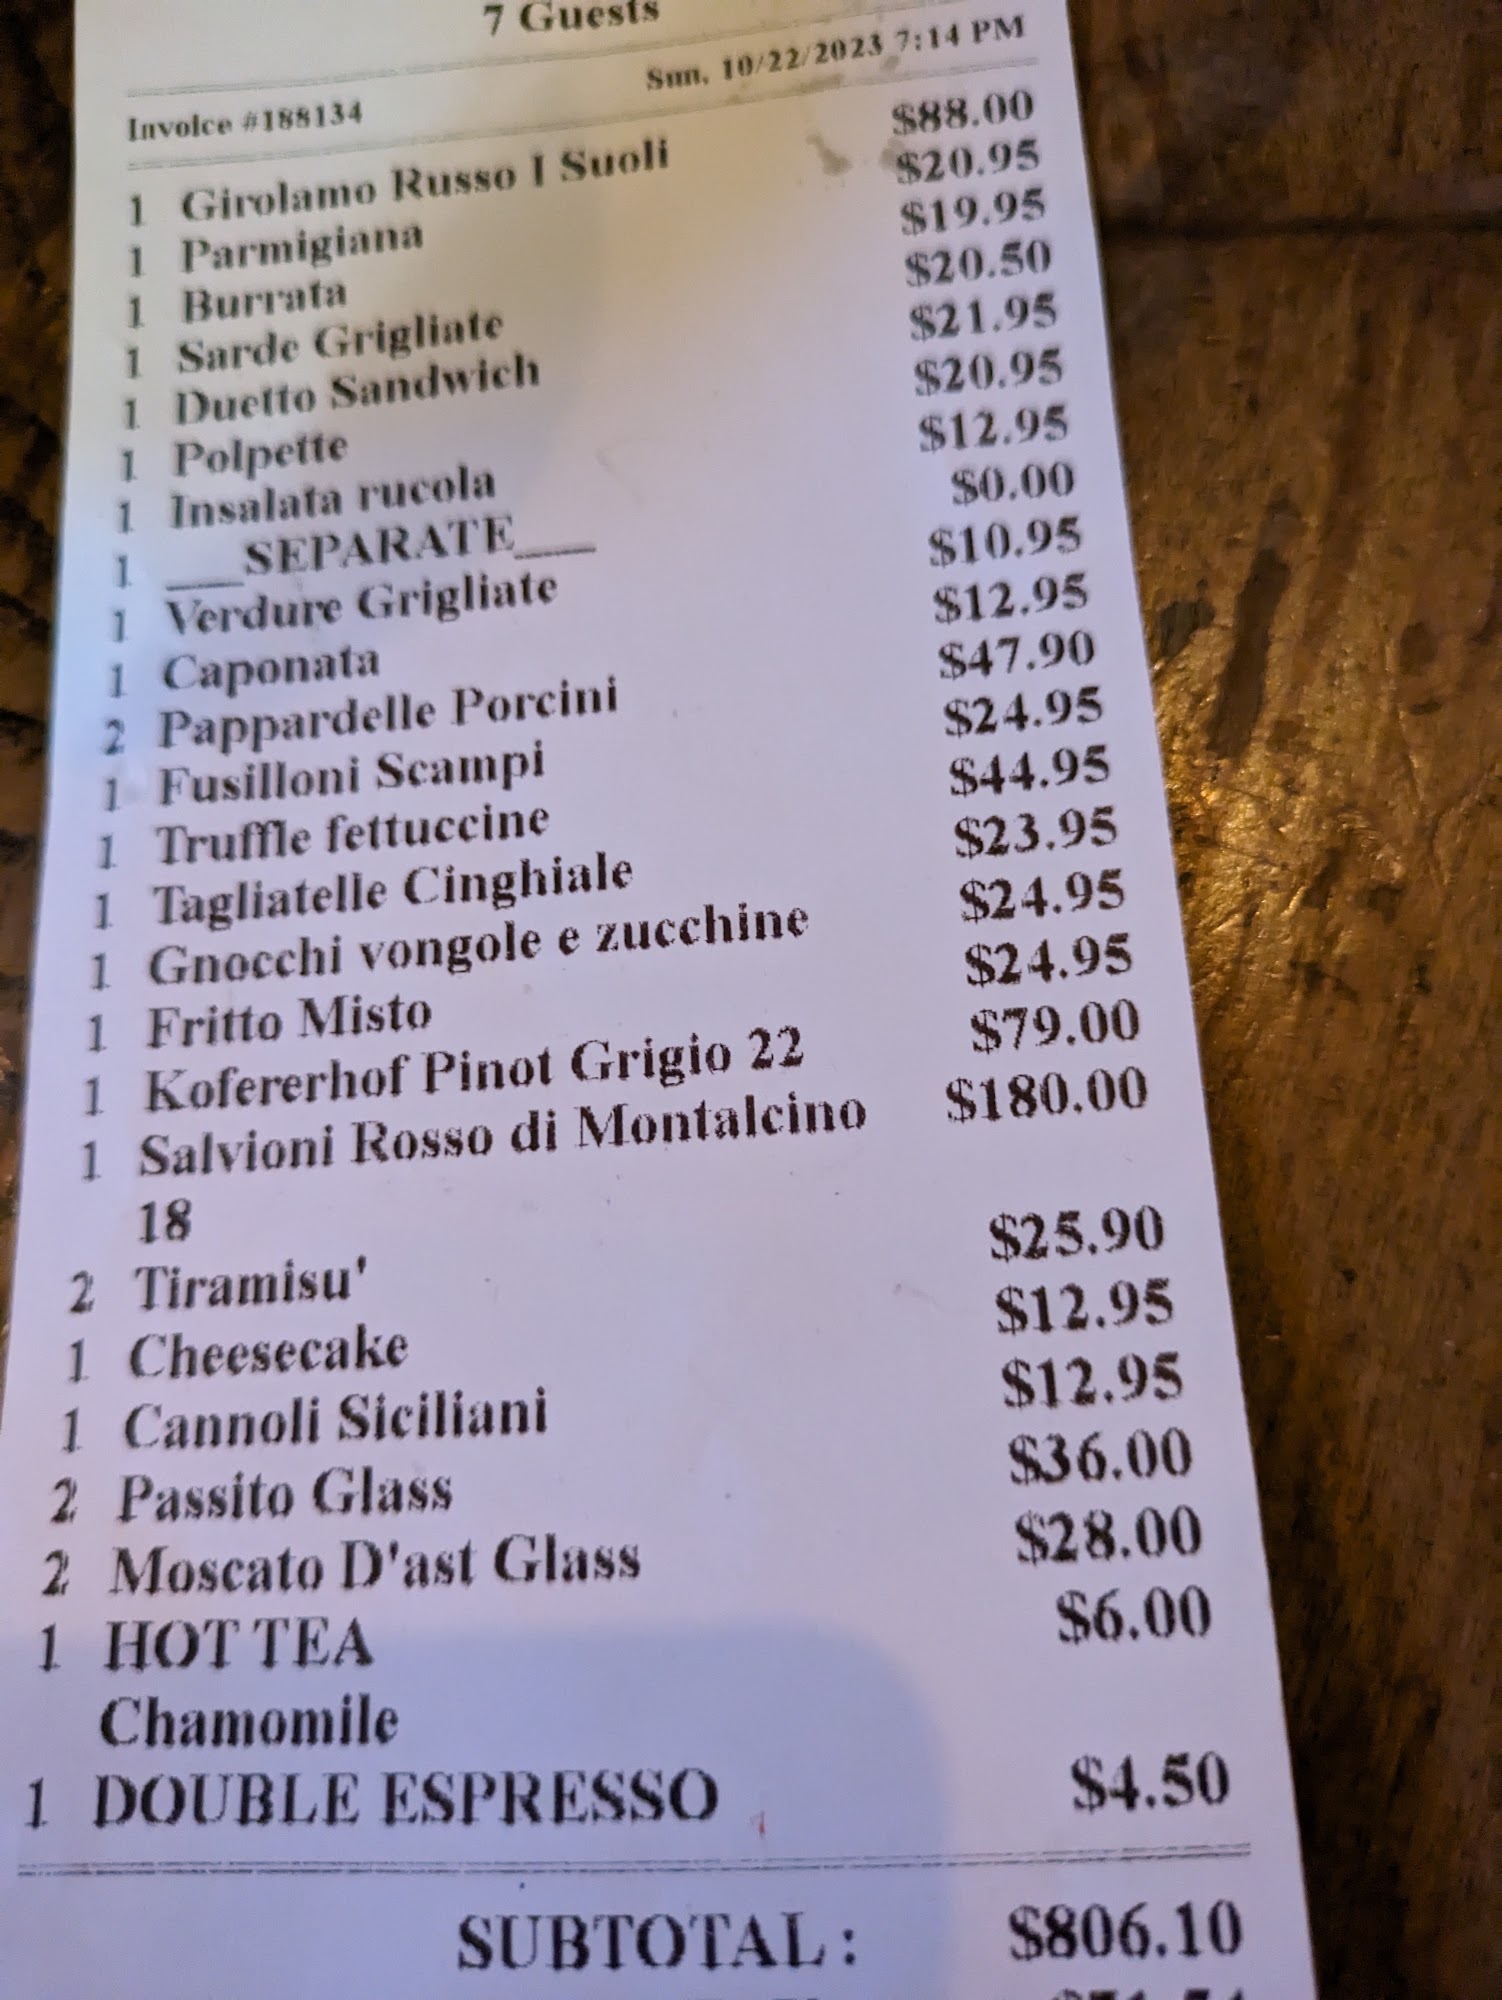 7 Guests
Sun, 10/22/2023 7:14 PM
Invoice #188134
1 Girolamo Russo I Suoli $88.00
1 Parmigiana $20.95
1 Burrata $19.95
1 Sarde Grigliate $20.50
1 Duetto Sandwich $21.95
1 Polpette $20.95
1 Insalata rucola $12.95
1 ___SEPARATE___ $0.00
1 Verdure Grigliate $10.95
1 Caponata $12.95
2 Pappardelle Porcini $47.90
1 Fusilloni Scampi $24.95
1 Truffle fettuccine $44.95
1 Tagliatelle Cinghiale $23.95
1 Gnocchi vongole e zucchine $24.95
1 Fritto Misto $24.95
1 Kofererhof Pinot Grigio 22 $79.00
1 Salvioni Rosso di Montalcino $180.00
18
2 Tiramisu' $25.90
1 Cheesecake $12.95
1 Cannoli Siciliani $12.95
2 Passito Glass $36.00
2 Moscato D'ast Glass $28.00
1 HOT TEA $6.00
Chamomile
1 DOUBLE ESPRESSO $4.50
SUBTOTAL: $806.10